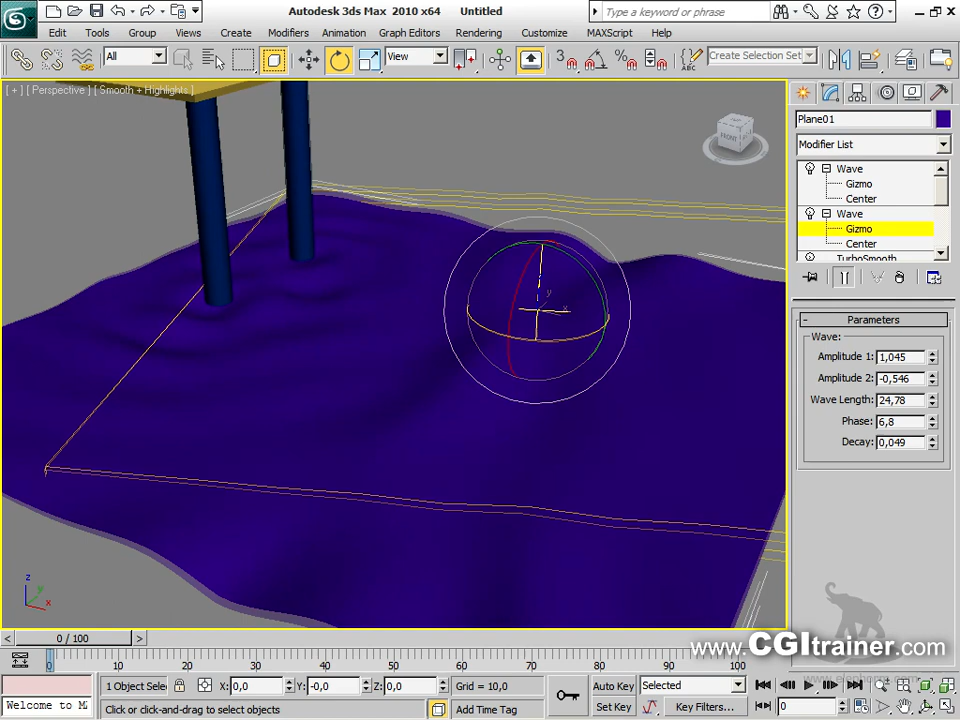 Autodesk 3ds Max 2010 x64 Untitled
Type a keyword or phrase
Edit Tools Group Views Create Modifiers Animation Graph Editors Rendering Customize MAXScript Help
All
View
3
ABC
Create Selection Set
[ + ] [ Perspective ] [ Smooth + Highlights ]
FRONT
Plane01
Modifier List
Wave
Gizmo
Center
Wave
Gizmo
Center
TurboSmooth
- Parameters
Wave:
Amplitude 1: 1,045
Amplitude 2: -0,546
Wave Length: 24,78
Phase: 6,8
Decay: 0,049
y
x
z
y
x
< 0 / 100 >
0 10 20 30 40 50 60 70 80 90 100
www.CGItrainer.com
1 Object Selec X: 0,0 Y: -0,0 Z: 0,0 Grid = 10,0 Auto Key Selected
Welcome to M Click or click-and-drag to select objects Add Time Tag Set Key Key Filters... 0